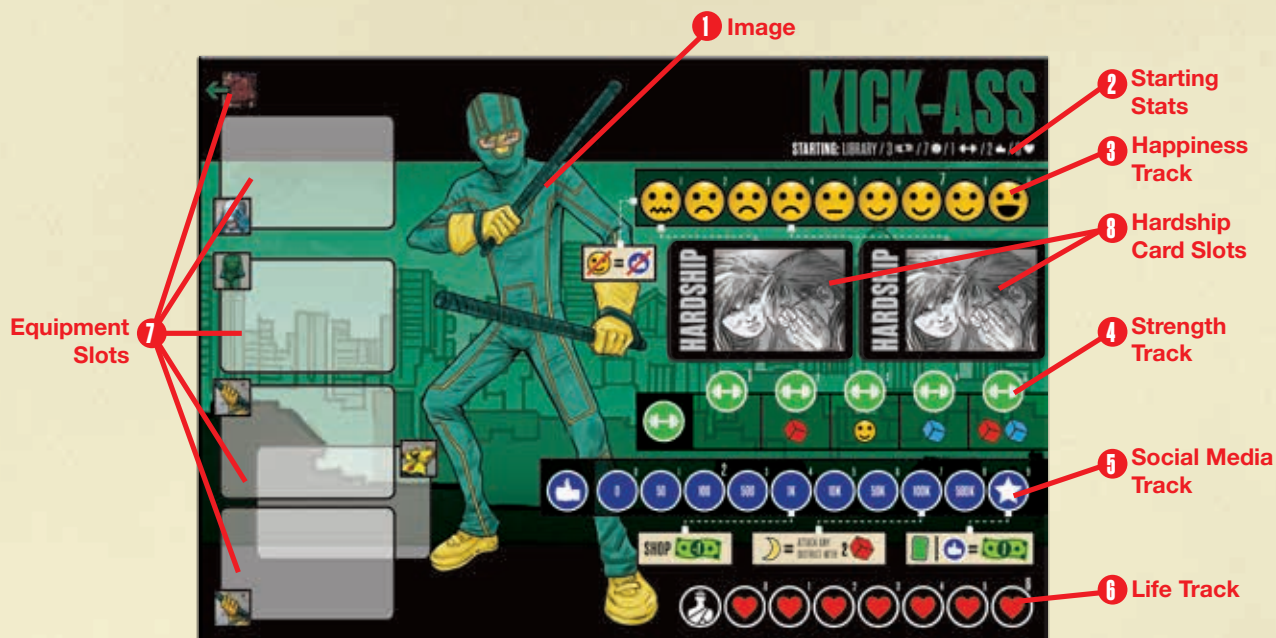 1 Image
KICK-ASS
STARTING: LIBRARY / 3 / 7 / 1 / 2 /
2 Starting
Stats
3 Happiness
Track
HARDSHIP
HARDSHIP
8 Hardship
Card Slots
=
Equipment
Slots
7
4 Strength
Track
0 50 100 500 1K 10K 50K 100K 500K
5 Social Media
Track
SHOP
= ATTACK ANY
DISTRICT WITH 2
=
6 Life Track